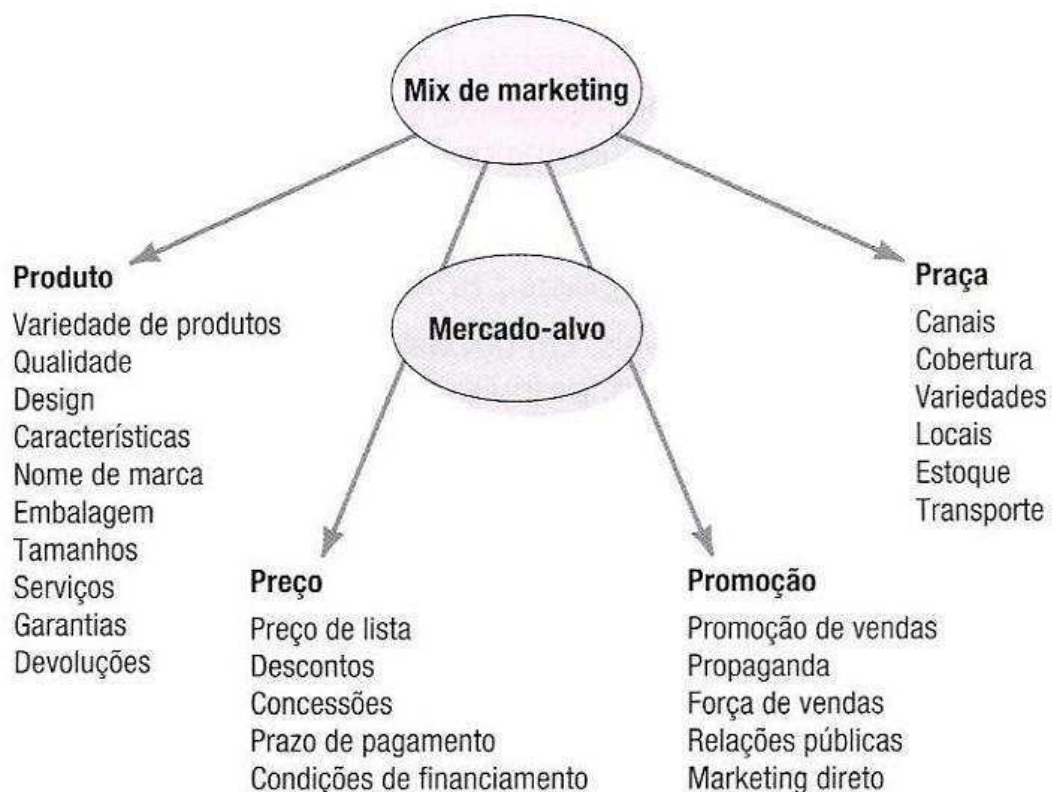 Mix de marketing
Mercado-alvo
Produto
Variedade de produtos
Qualidade
Design
Características
Nome de marca
Embalagem
Tamanhos
Serviços
Garantias
Devoluções
Preço
Preço de lista
Descontos
Concessões
Prazo de pagamento
Condições de financiamento
Promoção
Promoção de vendas
Propaganda
Força de vendas
Relações públicas
Marketing direto
Praça
Canais
Cobertura
Variedades
Locais
Estoque
Transporte